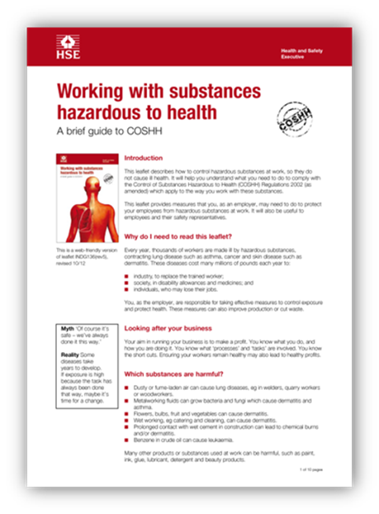 HSE
Health and Safety
Executive
Working with substances
hazardous to health
A brief guide to COSHH
COSHH
Introduction
This leaflet describes how to control hazardous substances at work, so they do
not cause ill health. It will help you understand what you need to do to comply with
the Control of Substances Hazardous to Health (COSHH) Regulations 2002 (as
amended) which apply to the way you work with these substances.
This leaflet provides measures that you, as an employer, may need to do to protect
your employees from hazardous substances at work. It will also be useful to
employees and their safety representatives.
This is a web-friendly version
of leaflet INDG136(rev5),
revised 10/12
Why do I need to read this leaflet?
Every year, thousands of workers are made ill by hazardous substances,
contracting lung disease such as asthma, cancer and skin disease such as
dermatitis. These diseases cost many millions of pounds each year to:
■ industry, to replace the trained worker;
■ society, in disability allowances and medicines; and
■ individuals, who may lose their jobs.
You, as the employer, are responsible for taking effective measures to control exposure
and protect health. These measures can also improve production or cut waste.
Myth 'Of course it's
safe – we've always
done it this way.'
Reality Some
diseases take
years to develop.
If exposure is high
because the task has
always been done
that way, maybe it's
time for a change.
Looking after your business
Your aim in running your business is to make a profit. You know what you do, and
how you are doing it. You know what 'processes' and 'tasks' are involved. You know
the short cuts. Ensuring your workers remain healthy may also lead to healthy profits.
Which substances are harmful?
■ Dusty or fume-laden air can cause lung diseases, eg in welders, quarry workers
or woodworkers.
■ Metalworking fluids can grow bacteria and fungi which cause dermatitis and
asthma.
■ Flowers, bulbs, fruit and vegetables can cause dermatitis.
■ Wet working, eg catering and cleaning, can cause dermatitis.
■ Prolonged contact with wet cement in construction can lead to chemical burns
and/or dermatitis.
■ Benzene in crude oil can cause leukaemia.
Many other products or substances used at work can be harmful, such as paint,
ink, glue, lubricant, detergent and beauty products.
1 of 10 pages